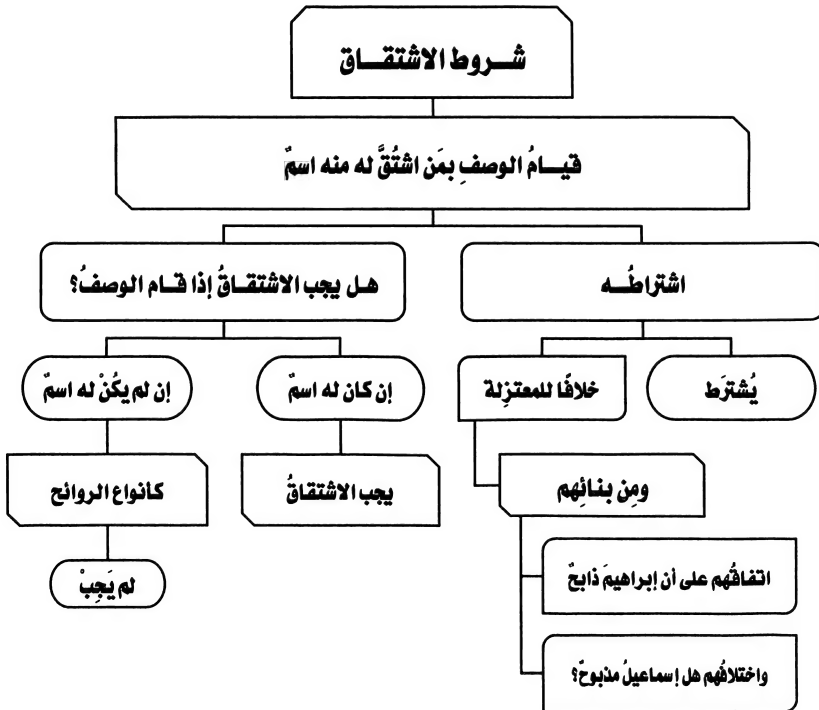 شـــروط الاشتقـــاق
قيـــامُ الوصفِ بمَن اشتُقَّ له منه اسمٌ
اشتراطُـــه
هـل يجب الاشتقـاقُ إذا قـام الوصفُ؟
يُشترَط
خلافًا للمعتزِلة
إن كان له اسمٌ
إن لم يكُنْ له اسمٌ
ومِن بنائِهم
يجب الاشتقاقُ
كأنواع الروائح
اتفاقُهم على أن إبراهيمَ ذابحٌ
لم يَجِبْ
واختلافُهم هل إسماعيلُ مذبوحٌ؟